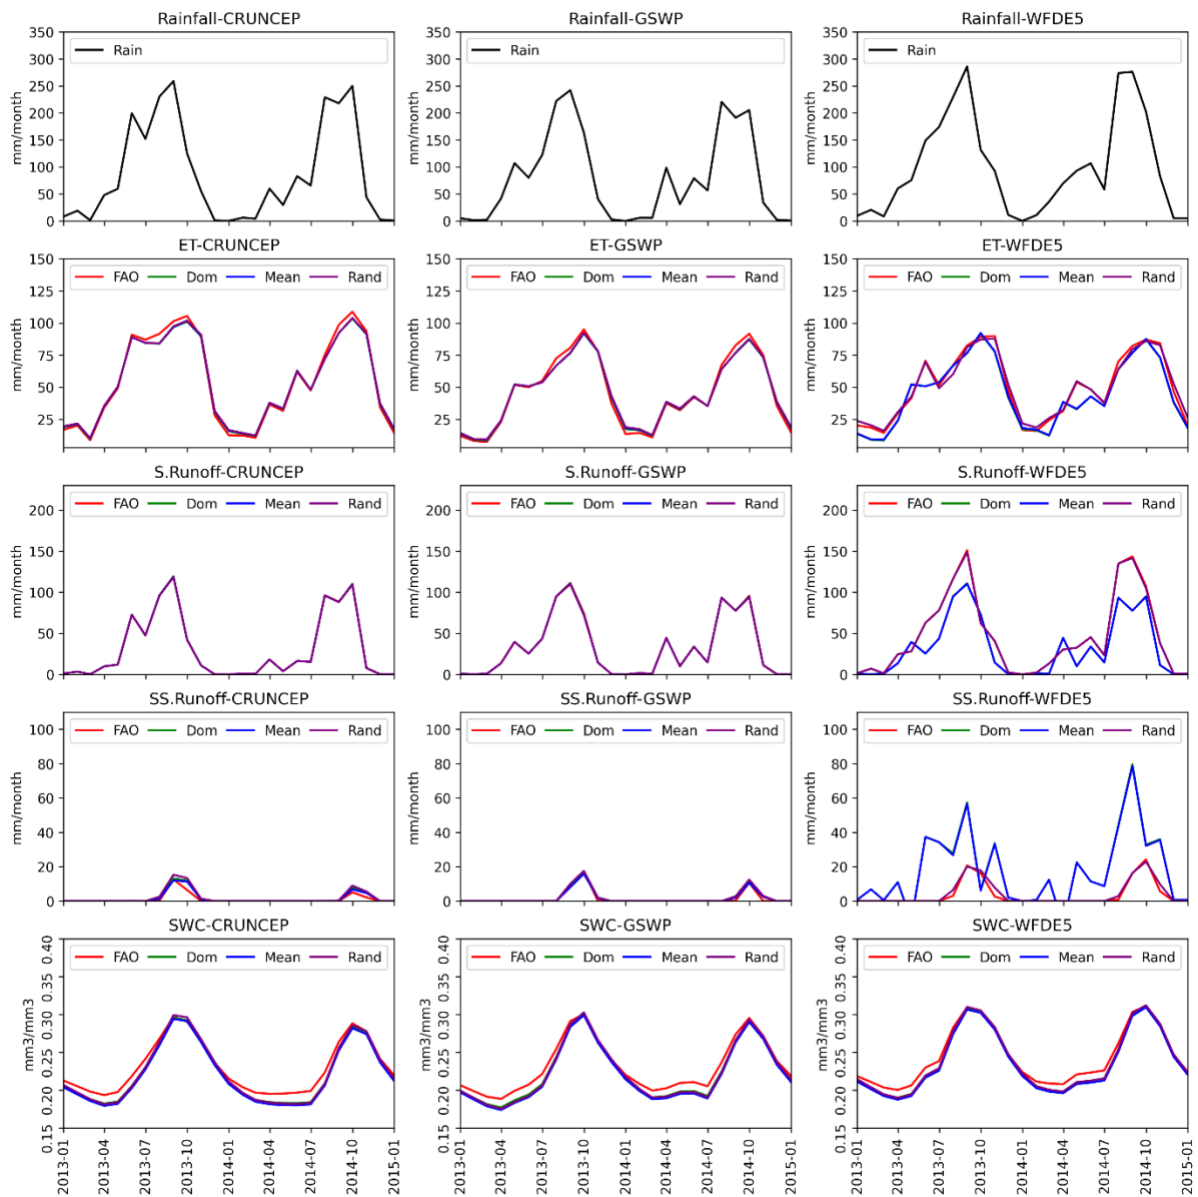 Rainfall-CRUNCEP Rainfall-GSWP Rainfall-WFDE5
350 300 250 200 150 100 50 0 mm/month Rain
350 300 250 200 150 100 50 0 mm/month Rain
350 300 250 200 150 100 50 0 mm/month Rain
ET-CRUNCEP ET-GSWP ET-WFDE5
150 125 100 75 50 25 mm/month FAO Dom Mean Rand
150 125 100 75 50 25 mm/month FAO Dom Mean Rand
150 125 100 75 50 25 mm/month FAO Dom Mean Rand
S.Runoff-CRUNCEP S.Runoff-GSWP S.Runoff-WFDE5
200 150 100 50 0 mm/month FAO Dom Mean Rand
200 150 100 50 0 mm/month FAO Dom Mean Rand
200 150 100 50 0 mm/month FAO Dom Mean Rand
SS.Runoff-CRUNCEP SS.Runoff-GSWP SS.Runoff-WFDE5
100 80 60 40 20 0 mm/month FAO Dom Mean Rand
100 80 60 40 20 0 mm/month FAO Dom Mean Rand
100 80 60 40 20 0 mm/month FAO Dom Mean Rand
SWC-CRUNCEP SWC-GSWP SWC-WFDE5
0.40 0.35 0.30 0.25 0.20 0.15 mm3/mm3 FAO Dom Mean Rand
0.40 0.35 0.30 0.25 0.20 0.15 mm3/mm3 FAO Dom Mean Rand
0.40 0.35 0.30 0.25 0.20 0.15 mm3/mm3 FAO Dom Mean Rand
2013-01 2013-04 2013-07 2013-10 2014-01 2014-04 2014-07 2014-10 2015-01
2013-01 2013-04 2013-07 2013-10 2014-01 2014-04 2014-07 2014-10 2015-01
2013-01 2013-04 2013-07 2013-10 2014-01 2014-04 2014-07 2014-10 2015-01